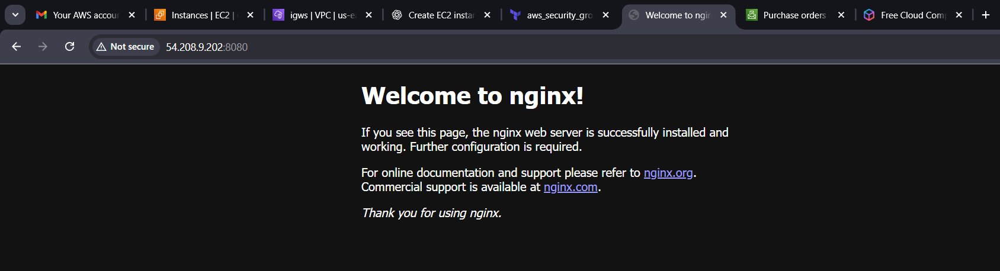 Your AWS accour
Instances | EC2 |
igws | VPC | us-ea
Create EC2 instar
aws_security_gro
Welcome to ngin
Purchase orders
Free Cloud Comp
Not secure
54.208.9.202:8080
Welcome to nginx!
If you see this page, the nginx web server is successfully installed and
working. Further configuration is required.
For online documentation and support please refer to nginx.org.
Commercial support is available at nginx.com.
Thank you for using nginx.